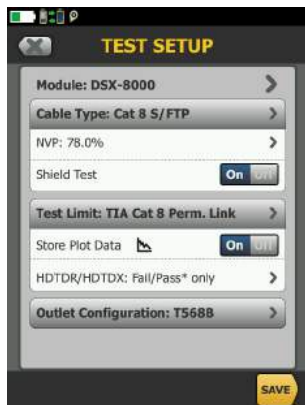 TEST SETUP
Module: DSX-8000
Cable Type: Cat 8 S/FTP
NVP: 78.0%
Shield Test On Off
Test Limit: TIA Cat 8 Perm. Link
Store Plot Data On Off
HDTDR/HDTDX: Fail/Pass* only
Outlet Configuration: T568B
SAVE